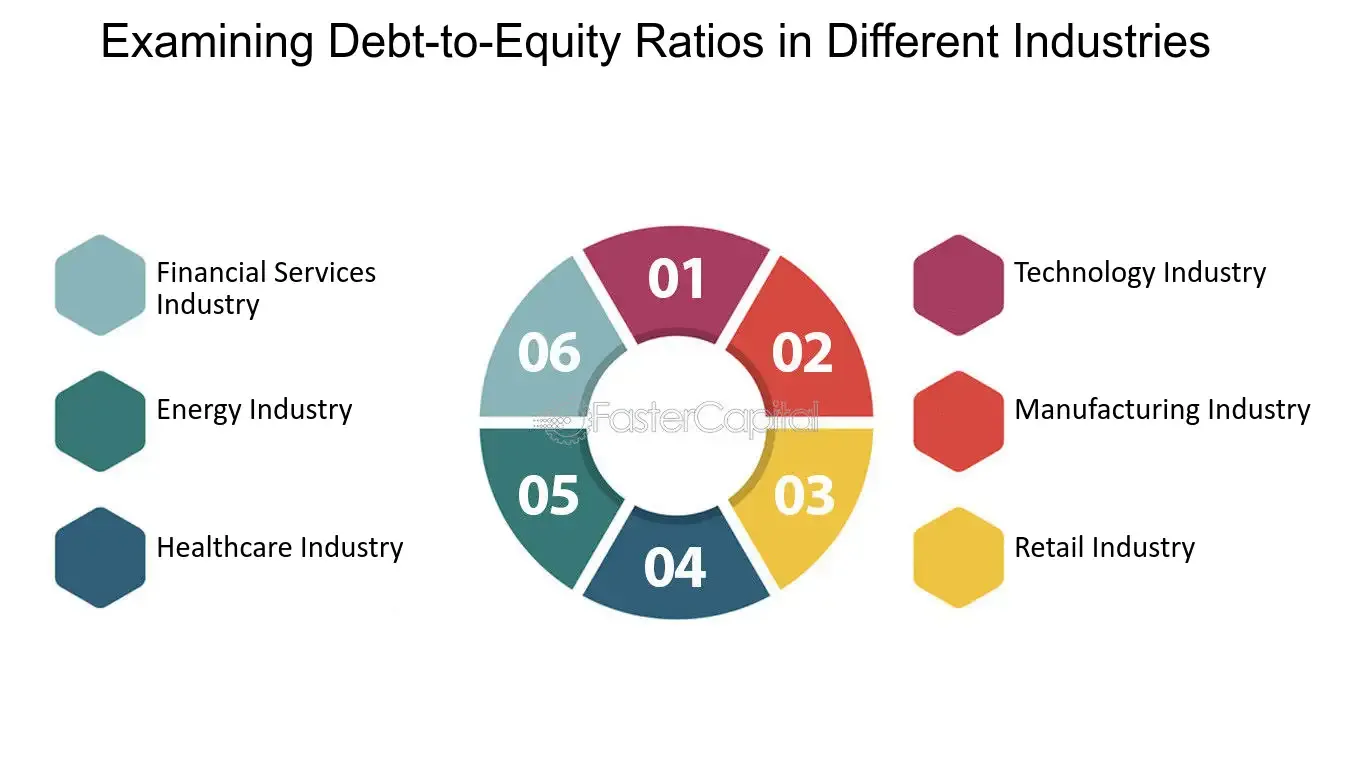 Examining Debt-to-Equity Ratios in Different Industries
Financial Services
Industry
Energy Industry
Healthcare Industry
01
02
03
04
05
06
FasterCapital
Technology Industry
Manufacturing Industry
Retail Industry